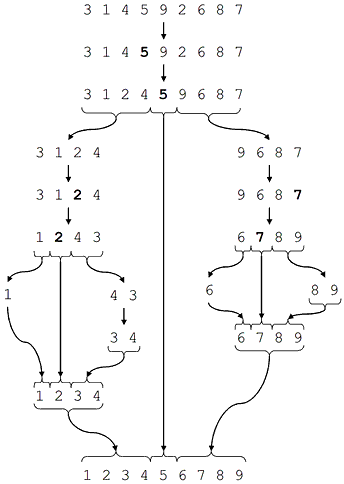 3 1 4 5 9 2 6 8 7
3 1 4 5 9 2 6 8 7
3 1 2 4 5 9 6 8 7
3 1 2 4
9 6 8 7
3 1 2 4
9 6 8 7
1 2 4 3
6 7 8 9
1
4 3
6
8 9
3 4
6 7 8 9
1 2 3 4
1 2 3 4 5 6 7 8 9